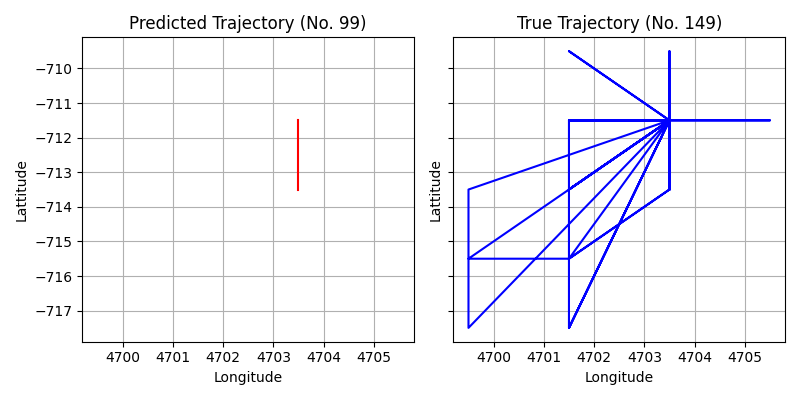 Predicted Trajectory (No. 99)
True Trajectory (No. 149)
Lattitude
−710
−711
−712
−713
−714
−715
−716
−717
4700 4701 4702 4703 4704 4705
Longitude
Lattitude
4700 4701 4702 4703 4704 4705
Longitude